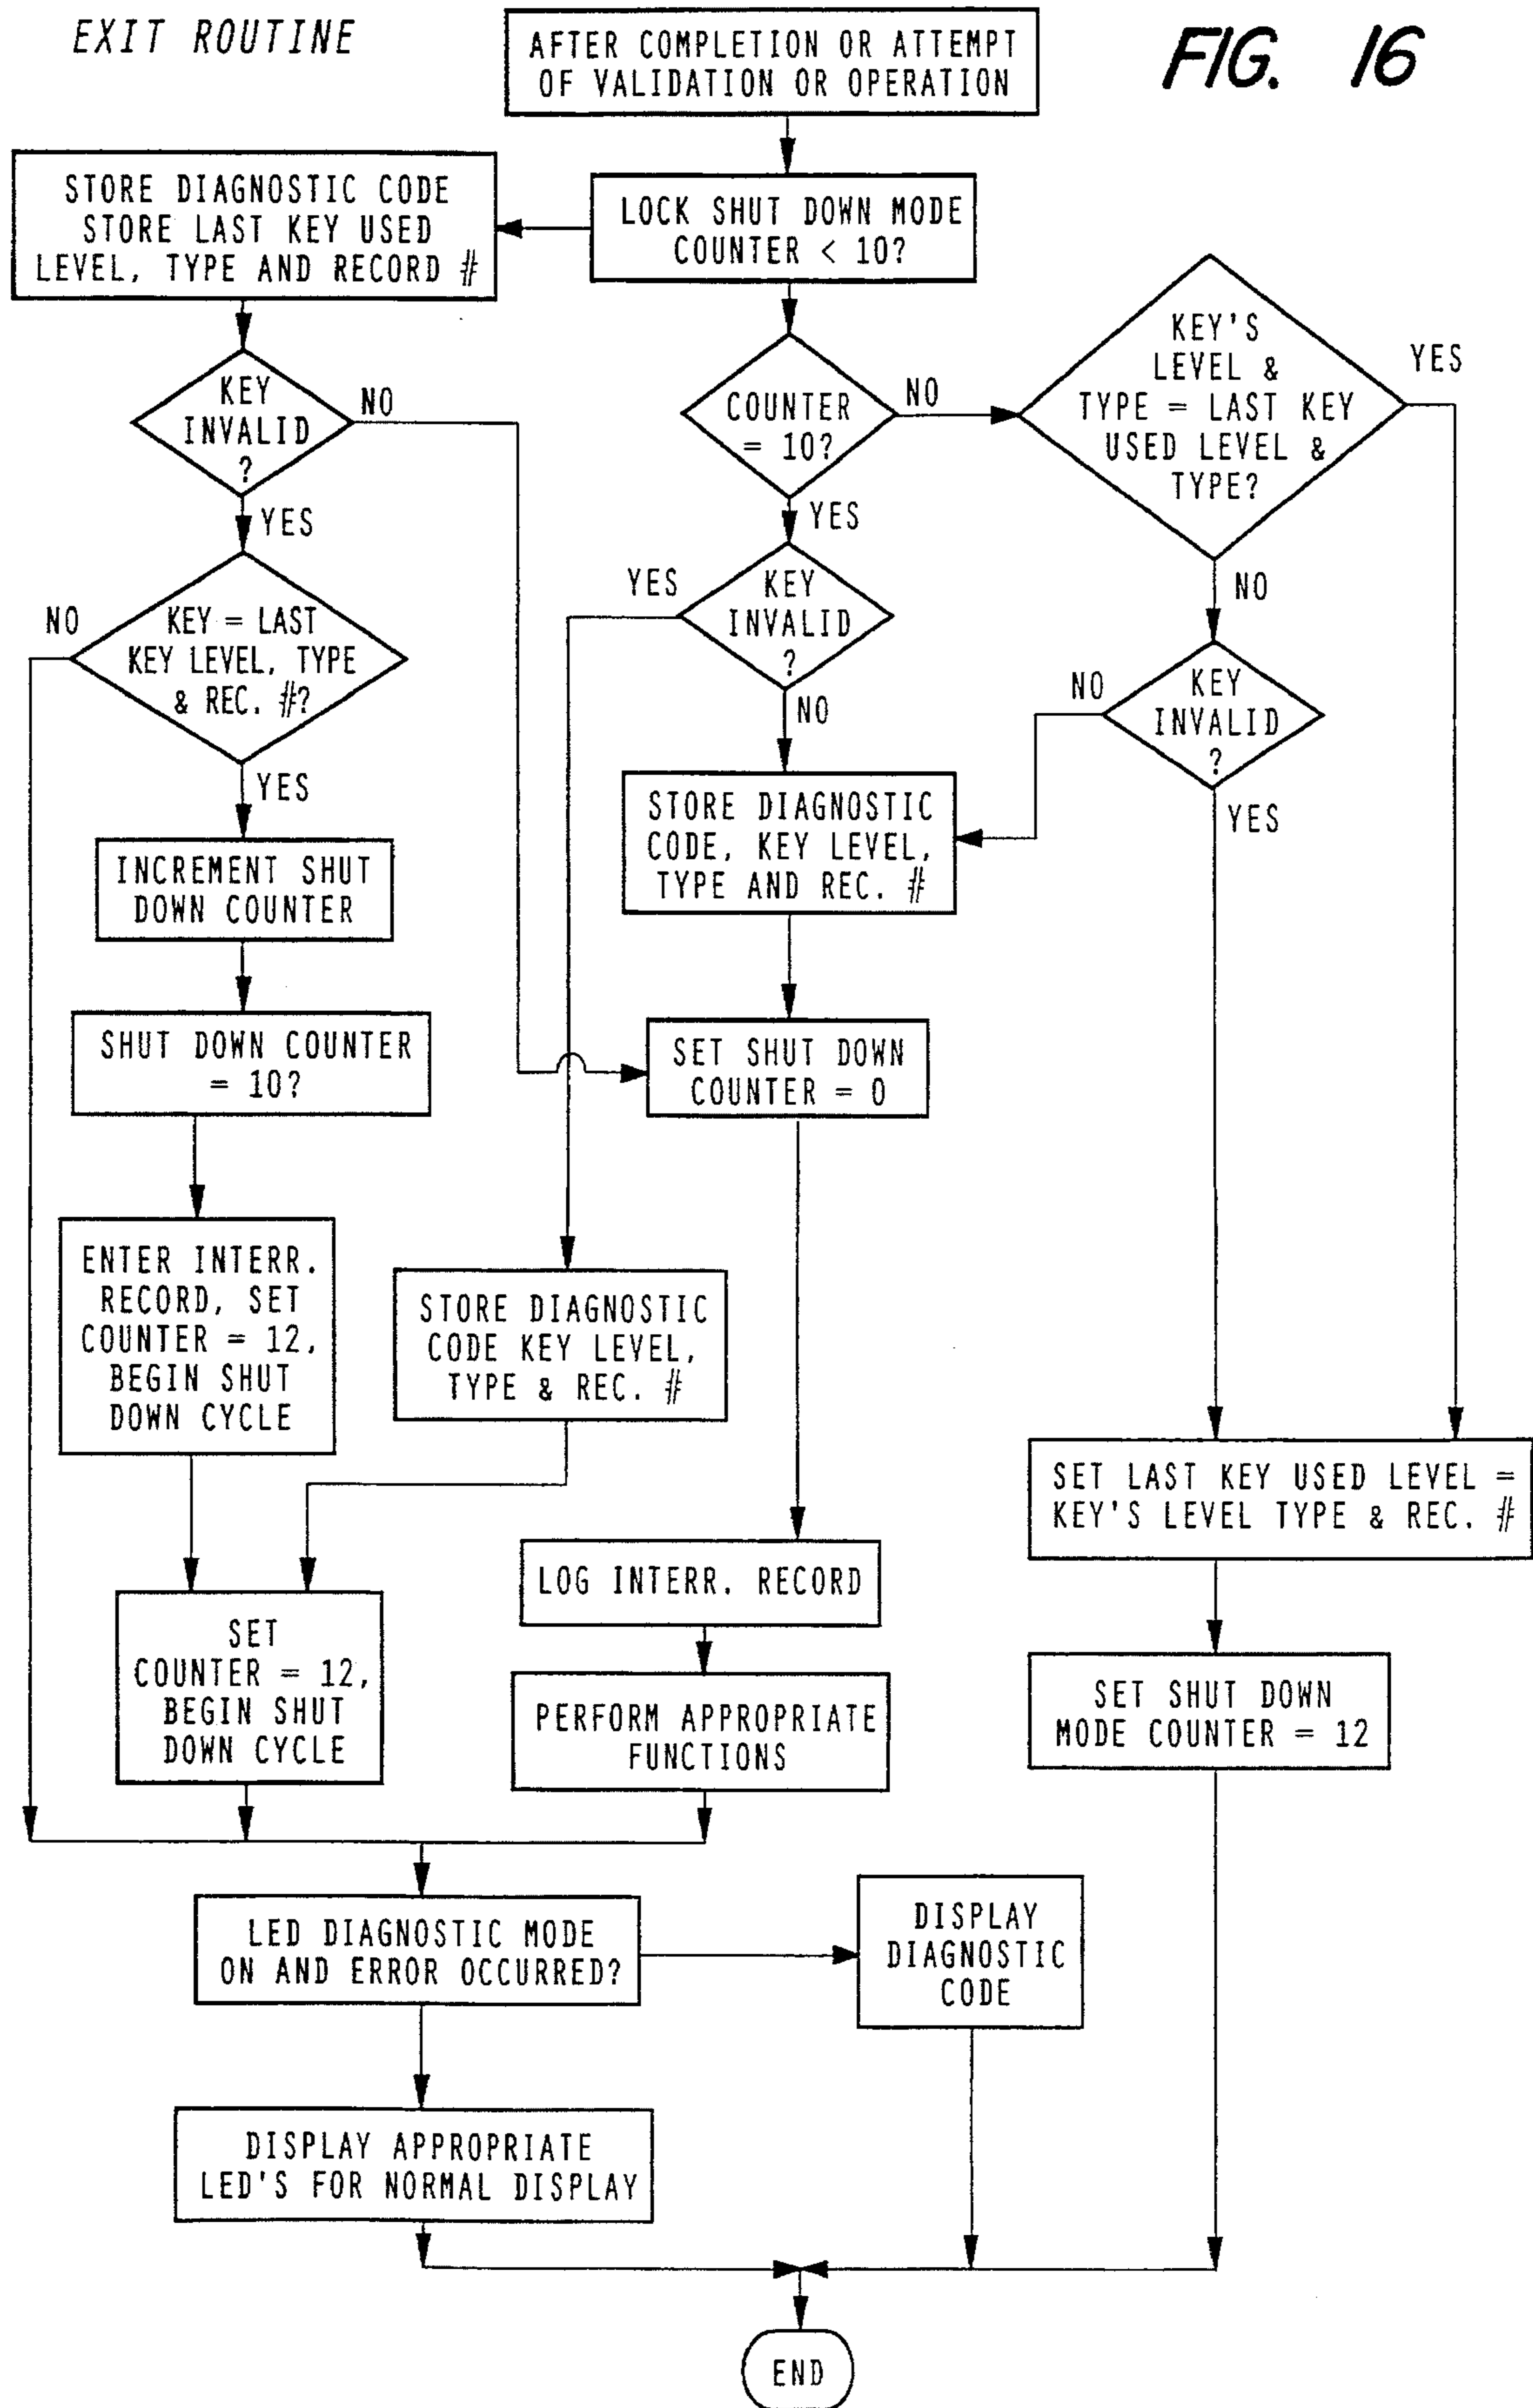 EXIT ROUTINE
FIG. 16
AFTER COMPLETION OR ATTEMPT
OF VALIDATION OR OPERATION
STORE DIAGNOSTIC CODE
STORE LAST KEY USED
LEVEL, TYPE AND RECORD #
LOCK SHUT DOWN MODE
COUNTER < 10?
KEY
INVALID
?
NO
YES
COUNTER
= 10?
NO
YES
KEY'S
LEVEL &
TYPE = LAST KEY
USED LEVEL &
TYPE?
YES
NO
NO
KEY = LAST
KEY LEVEL, TYPE
& REC. #?
YES
YES
KEY
INVALID
?
NO
NO
KEY
INVALID
?
YES
INCREMENT SHUT
DOWN COUNTER
STORE DIAGNOSTIC
CODE, KEY LEVEL,
TYPE AND REC. #
SHUT DOWN COUNTER
= 10?
SET SHUT DOWN
COUNTER = 0
ENTER INTERR.
RECORD, SET
COUNTER = 12,
BEGIN SHUT
DOWN CYCLE
STORE DIAGNOSTIC
CODE KEY LEVEL,
TYPE & REC. #
SET LAST KEY USED LEVEL =
KEY'S LEVEL TYPE & REC. #
LOG INTERR. RECORD
SET
COUNTER = 12,
BEGIN SHUT
DOWN CYCLE
PERFORM APPROPRIATE
FUNCTIONS
SET SHUT DOWN
MODE COUNTER = 12
LED DIAGNOSTIC MODE
ON AND ERROR OCCURRED?
DISPLAY
DIAGNOSTIC
CODE
DISPLAY APPROPRIATE
LED'S FOR NORMAL DISPLAY
END